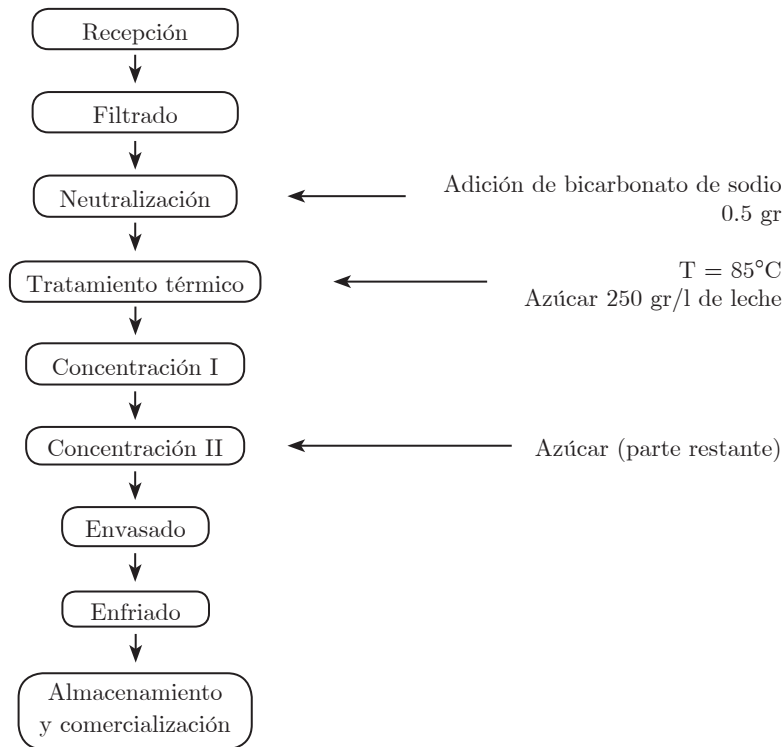 Recepción
Filtrado
Neutralización
Adición de bicarbonato de sodio
0.5 gr
Tratamiento térmico
T = 85°C
Azúcar 250 gr/l de leche
Concentración I
Concentración II
Azúcar (parte restante)
Envasado
Enfriado
Almacenamiento
y comercialización